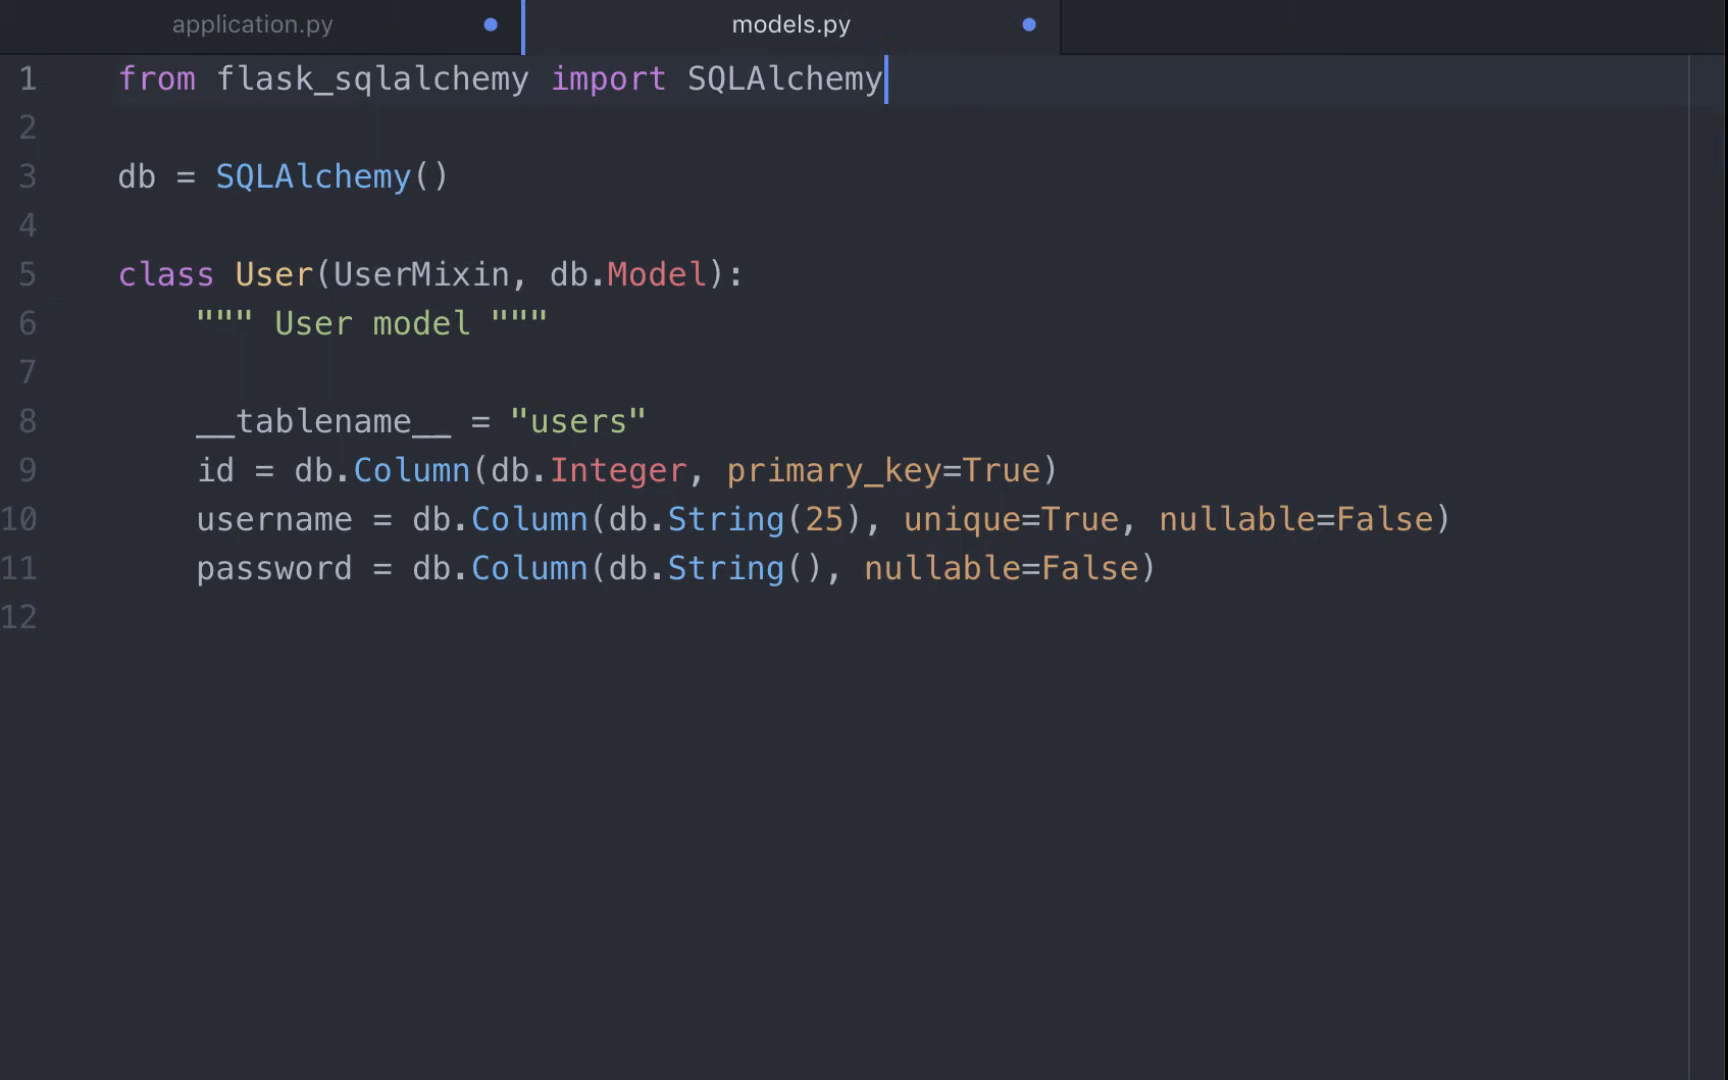 application.py models.py
1 from flask_sqlalchemy import SQLAlchemy
2
3 db = SQLAlchemy()
4
5 class User(UserMixin, db.Model):
6     """ User model """
7
8     __tablename__ = "users"
9     id = db.Column(db.Integer, primary_key=True)
10     username = db.Column(db.String(25), unique=True, nullable=False)
11     password = db.Column(db.String(), nullable=False)
12